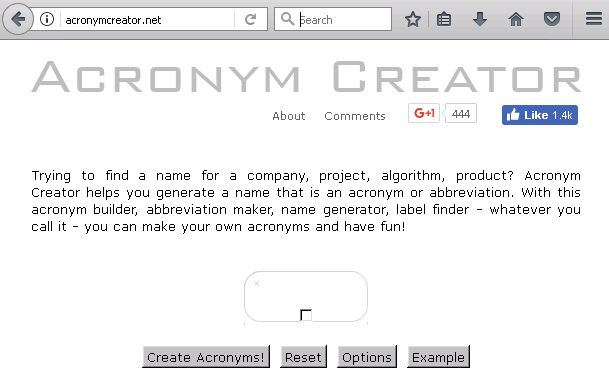 acronymcreator.net
Search
Acronym Creator
About Comments G+1 444 Like 1.4k
Trying to find a name for a company, project, algorithm, product? Acronym
Creator helps you generate a name that is an acronym or abbreviation. With this
acronym builder, abbreviation maker, name generator, label finder – whatever you
call it – you can make your own acronyms and have fun!
×
Create Acronyms! Reset Options Example